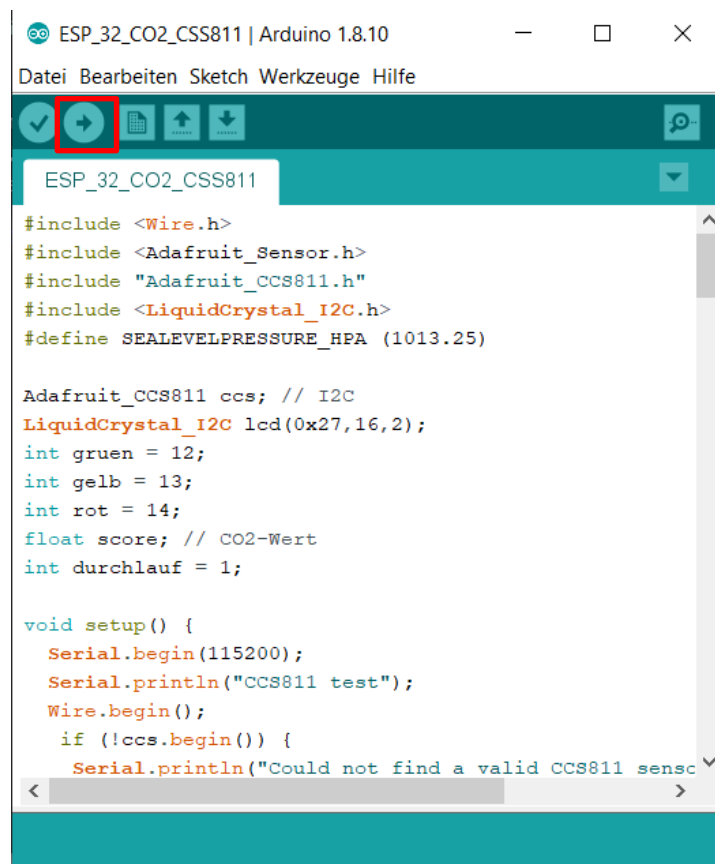 ESP_32_CO2_CSS811 | Arduino 1.8.10
Datei Bearbeiten Sketch Werkzeuge Hilfe
ESP_32_CO2_CSS811
#include <Wire.h>
#include <Adafruit_Sensor.h>
#include "Adafruit_CCS811.h"
#include <LiquidCrystal_I2C.h>
#define SEALEVELPRESSURE_HPA (1013.25)
Adafruit_CCS811 ccs; // I2C
LiquidCrystal_I2C lcd(0x27,16,2);
int gruen = 12;
int gelb = 13;
int rot = 14;
float score; // CO2-Wert
int durchlauf = 1;
void setup() {
Serial.begin(115200);
Serial.println("CCS811 test");
Wire.begin();
if (!ccs.begin()) {
Serial.println("Could not find a valid CCS811 senso